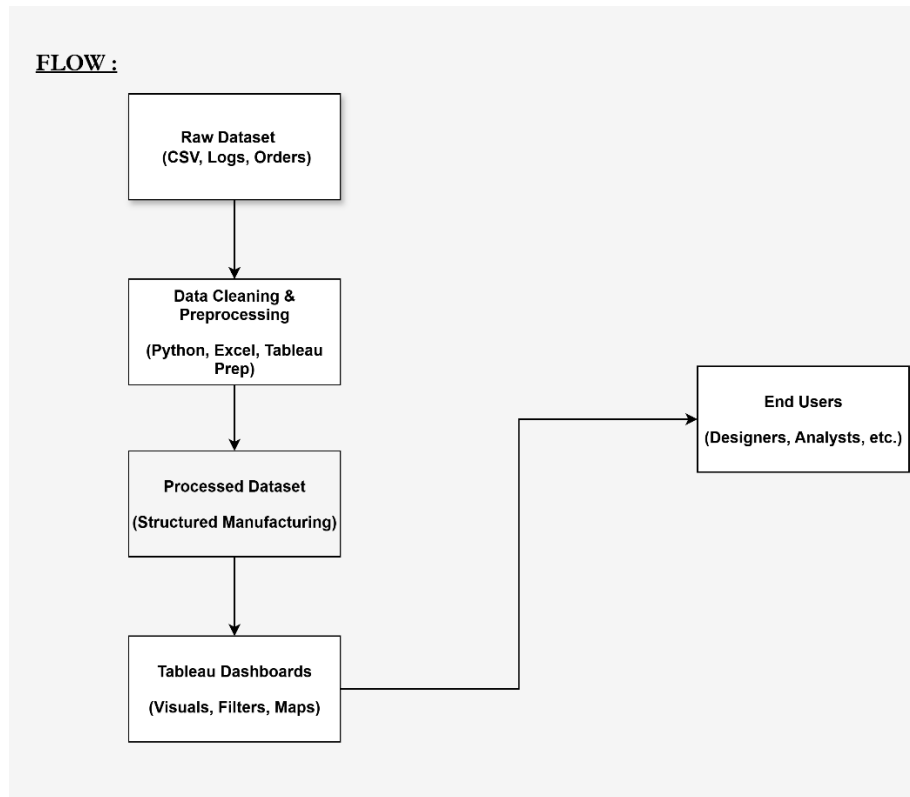 FLOW :
Raw Dataset
(CSV, Logs, Orders)
Data Cleaning &
Preprocessing
(Python, Excel, Tableau
Prep)
Processed Dataset
(Structured Manufacturing)
Tableau Dashboards
(Visuals, Filters, Maps)
End Users
(Designers, Analysts, etc.)